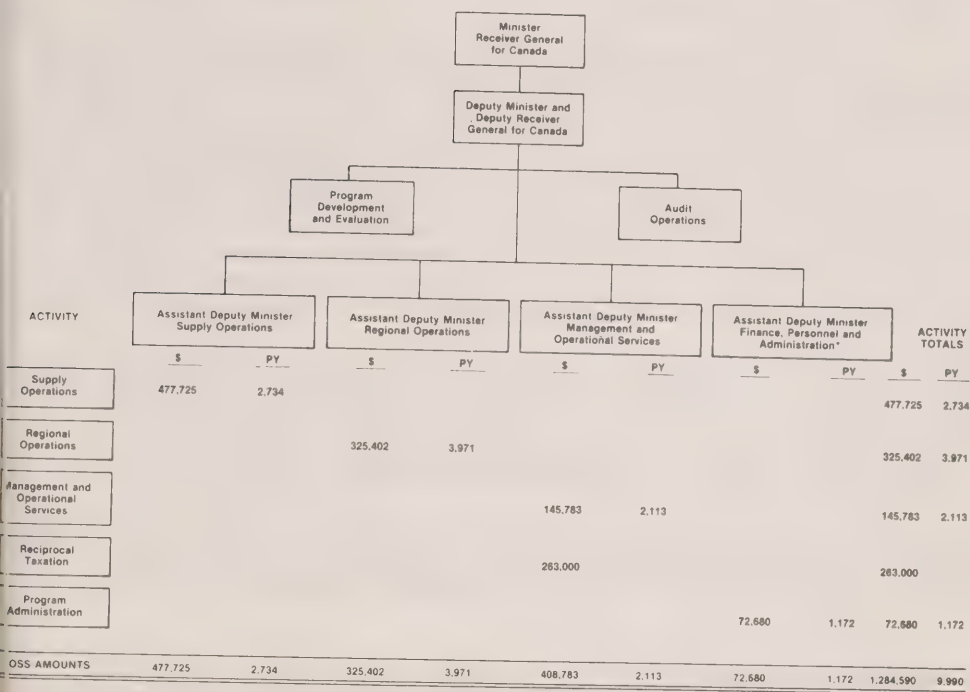 Minister
Receiver General
for Canada
Deputy Minister and
Deputy Receiver
General for Canada
Program
Development
and Evaluation
Audit
Operations
ACTIVITY
Assistant Deputy Minister
Supply Operations
Assistant Deputy Minister
Regional Operations
Assistant Deputy Minister
Management and
Operational Services
Assistant Deputy Minister
Finance, Personnel and
Administration*
ACTIVITY
TOTALS
$ PY $ PY $ PY $ PY $ PY
Supply
Operations
477,725 2,734 477,725 2,734
Regional
Operations
325,402 3,971 325,402 3,971
Management and
Operational
Services
145,783 2,113 145,783 2,113
Reciprocal
Taxation
263,000 263,000
Program
Administration
72,680 1,172 72,680 1,172
OSS AMOUNTS 477,725 2,734 325,402 3,971 408,783 2,113 72,680 1,172 1,284,590 9,990